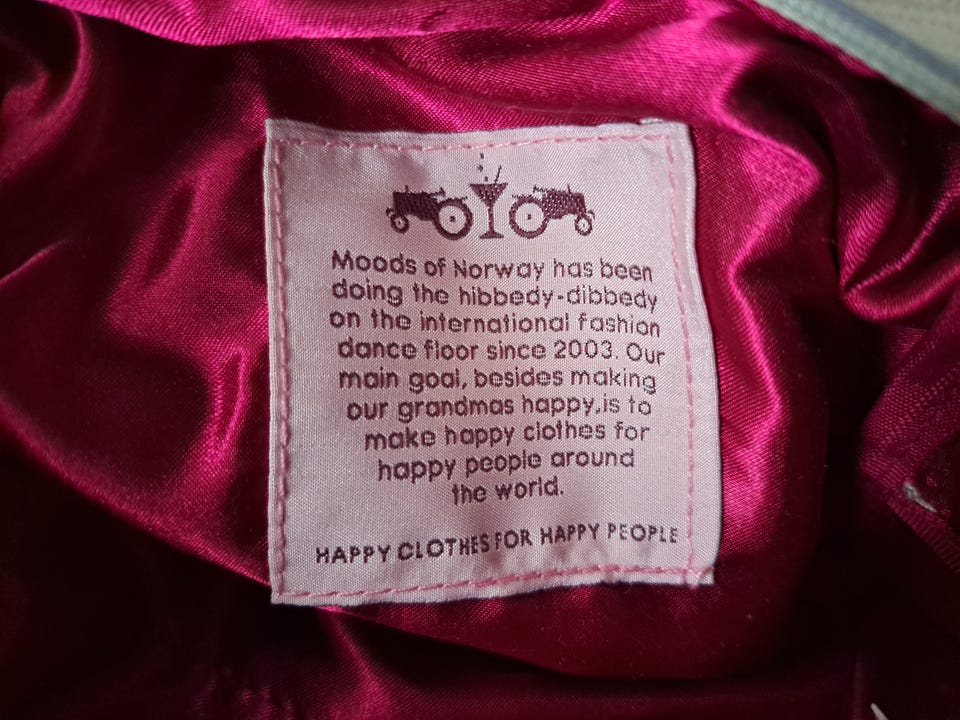 Moods of Norway has been
doing the hibbedy-dibbedy
on the international fashion
dance floor since 2003. Our
main goal, besides making
our grandmas happy,is to
make happy clothes for
happy people around
the world.
HAPPY CLOTHES FOR HAPPY PEOPLE